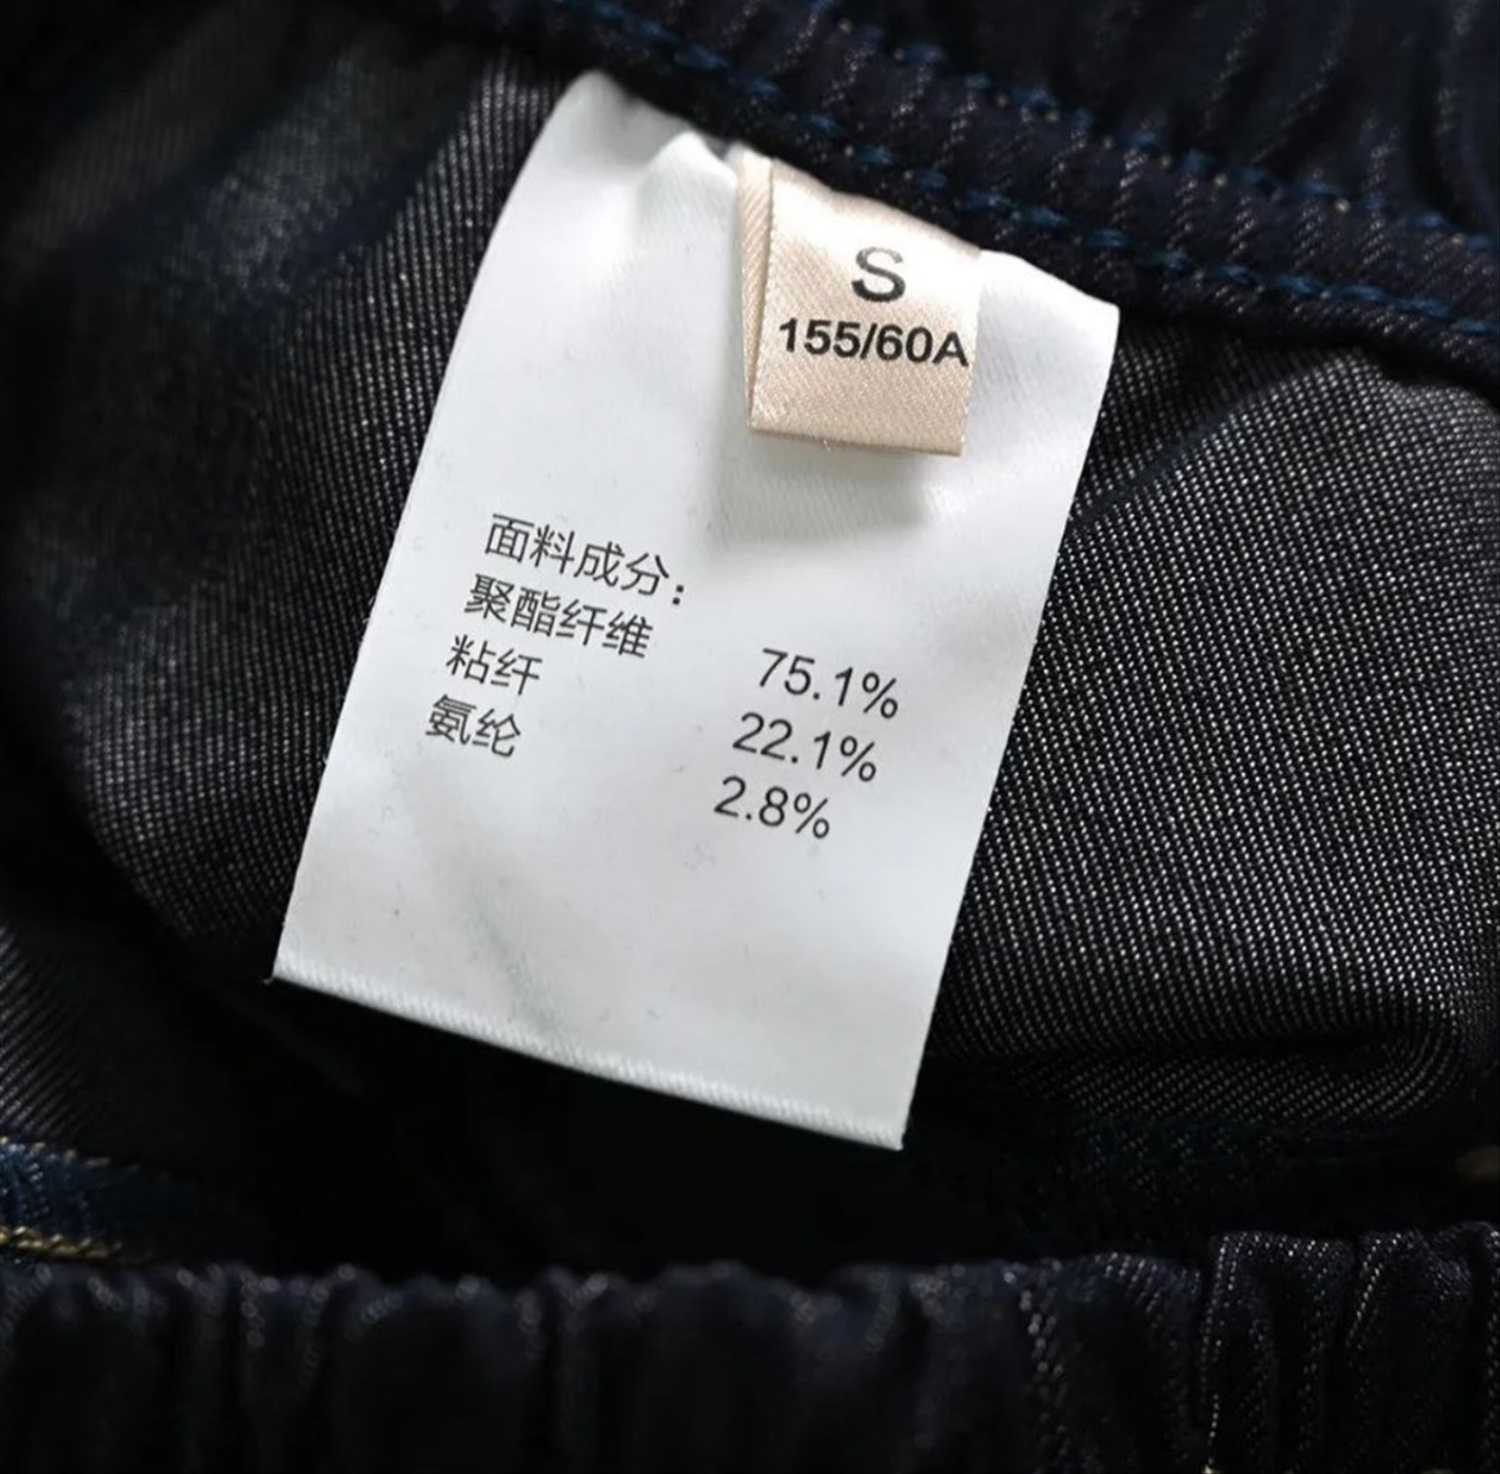 S
155/60A
面料成分：
聚酯纤维 75.1%
粘纤 22.1%
氨纶 2.8%